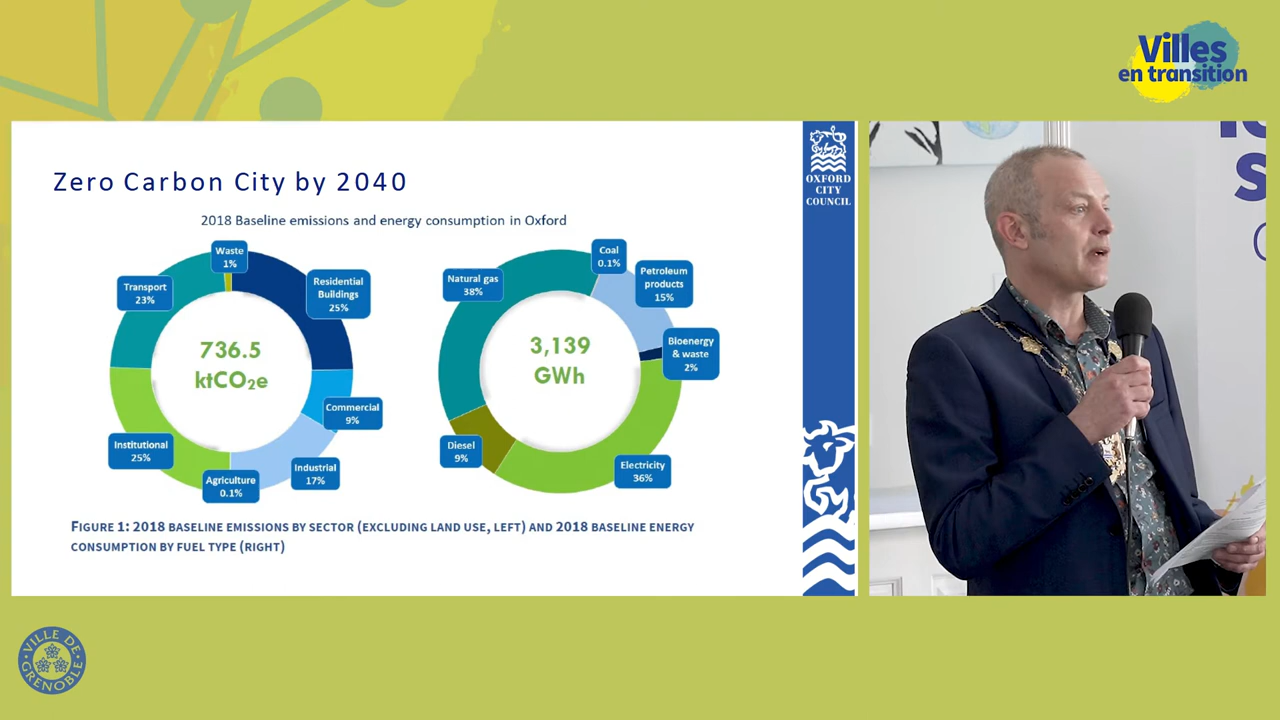 Villes
en transition
Zero Carbon City by 2040
2018 Baseline emissions and energy consumption in Oxford
Waste
1%
Transport
23%
Residential
Buildings
25%
736.5
ktCO₂e
Commercial
9%
Institutional
25%
Agriculture
0.1%
Industrial
17%
Coal
0.1%
Natural gas
38%
Petroleum
products
15%
3,139
GWh
Bioenergy
& waste
2%
Diesel
9%
Electricity
36%
FIGURE 1: 2018 BASELINE EMISSIONS BY SECTOR (EXCLUDING LAND USE, LEFT) AND 2018 BASELINE ENERGY
CONSUMPTION BY FUEL TYPE (RIGHT)
OXFORD
CITY
COUNCIL
VILLE DE
GRENOBLE